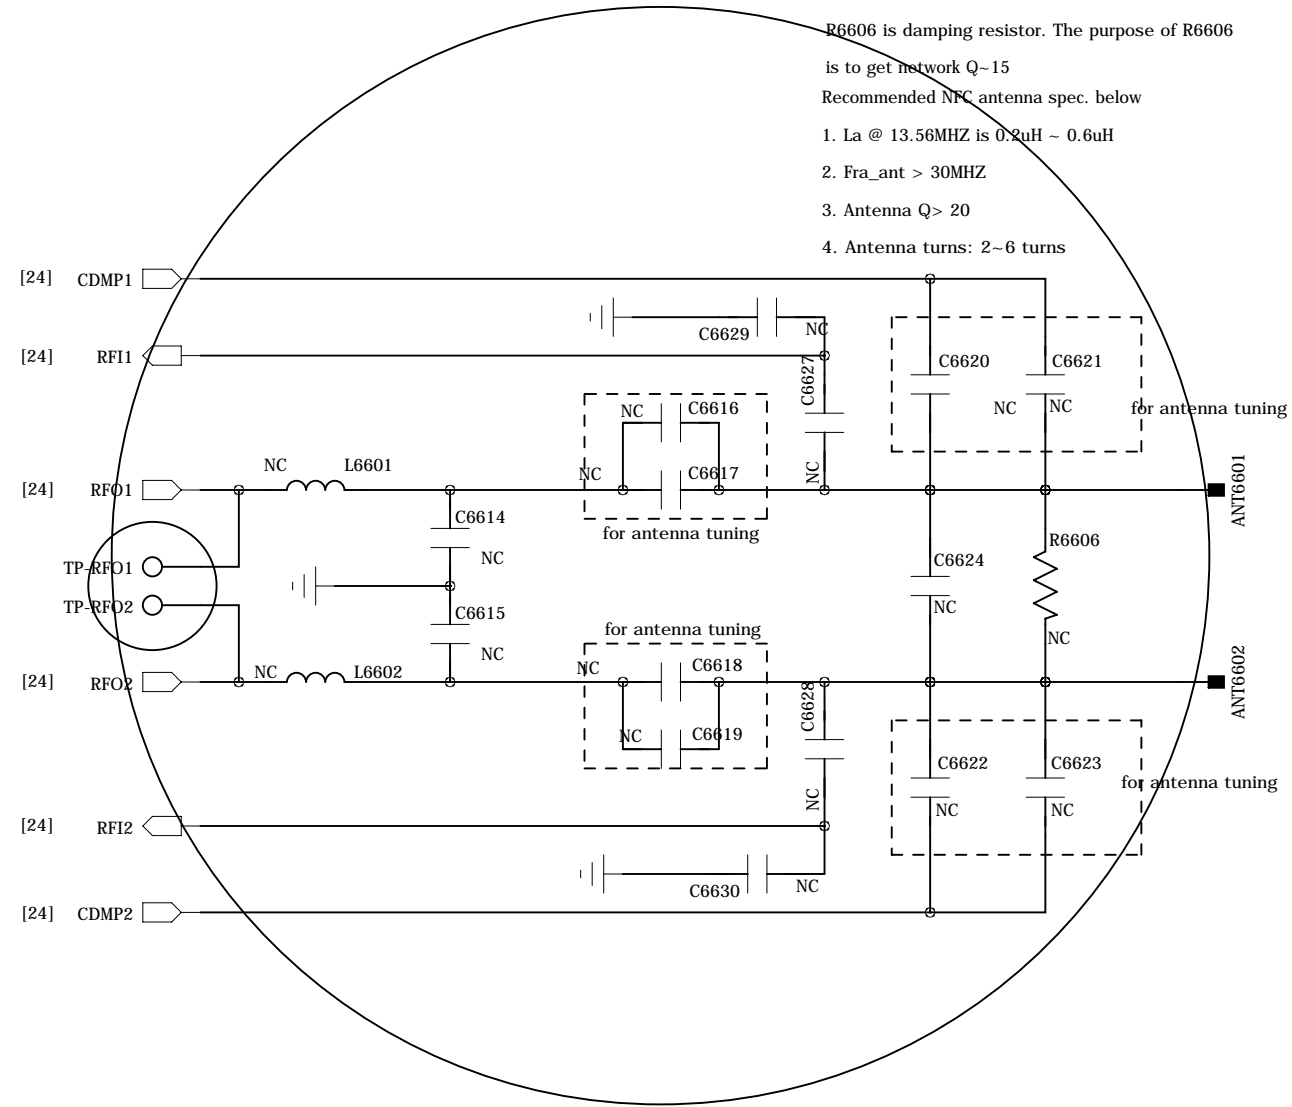 R6606 is damping resistor. The purpose of R6606
is to get network Q~15
Recommended NFC antenna spec. below
1. La @ 13.56MHZ is 0.2uH ~ 0.6uH
2. Fra_ant > 30MHZ
3. Antenna Q> 20
4. Antenna turns: 2~6 turns
[24] CDMP1
C6629 NC
[24] RFI1
C6627
C6620 C6621
NC C6616
NC NC
for antenna tuning
NC L6601
NC C6617 NC
[24] RFO1
ANT6601
C6614
for antenna tuning
R6606
NC
C6624
TP-RFO1
TP-RFO2
C6615
NC
for antenna tuning
NC
NC
NC L6602
NC C6618
[24] RFO2
C6628
ANT6602
NC C6619
C6622 C6623
for antenna tuning
NC
NC NC
[24] RFI2
C6630 NC
[24] CDMP2